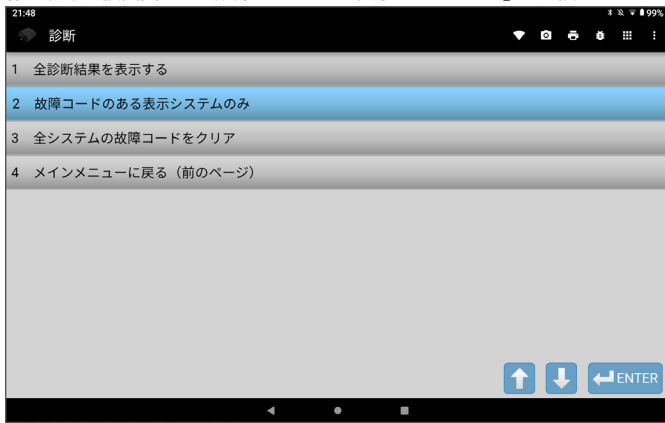 21:48
99%
診断
1 全診断結果を表示する
2 故障コードのある表示システムのみ
3 全システムの故障コードをクリア
4 メインメニューに戻る（前のページ）
ENTER